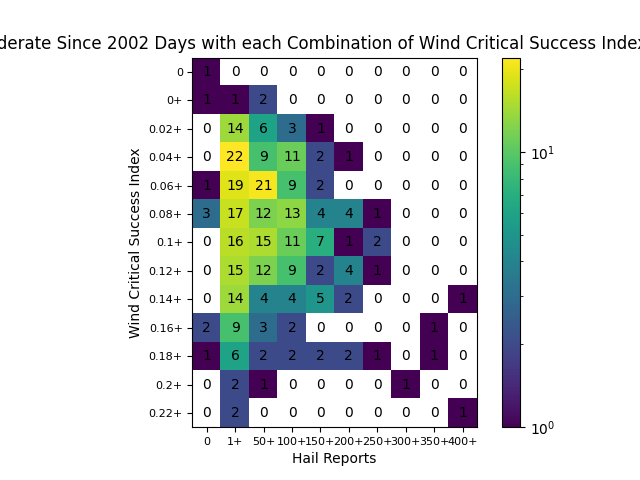 derate Since 2002 Days with each Combination of Wind Critical Success Index
0 1 0 0 0 0 0 0 0 0 0
0+ 1 1 2 0 0 0 0 0 0 0
0.02+ 0 14 6 3 1 0 0 0 0 0
0.04+ 0 22 9 11 2 1 0 0 0 0
0.06+ 1 19 21 9 2 0 0 0 0 0
0.08+ 3 17 12 13 4 4 1 0 0 0
0.1+ 0 16 15 11 7 1 2 0 0 0
0.12+ 0 15 12 9 2 4 1 0 0 0
0.14+ 0 14 4 4 5 2 0 0 0 1
0.16+ 2 9 3 2 0 0 0 0 1 0
0.18+ 1 6 2 2 2 2 1 0 1 0
0.2+ 0 2 1 0 0 0 0 1 0 0
0.22+ 0 2 0 0 0 0 0 0 0 1
0 1+ 50+ 100+ 150+ 200+ 250+ 300+ 350+ 400+
Hail Reports
Wind Critical Success Index
10¹
10⁰